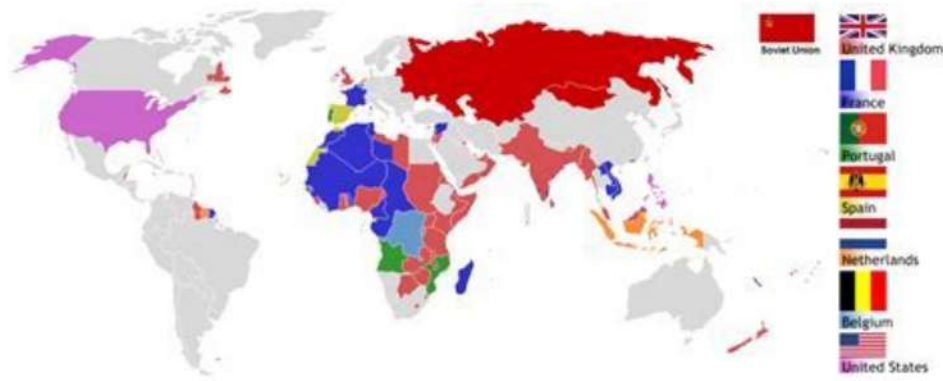 Soviet Union
United Kingdom
France
Portugal
Spain
Netherlands
Belgium
United States